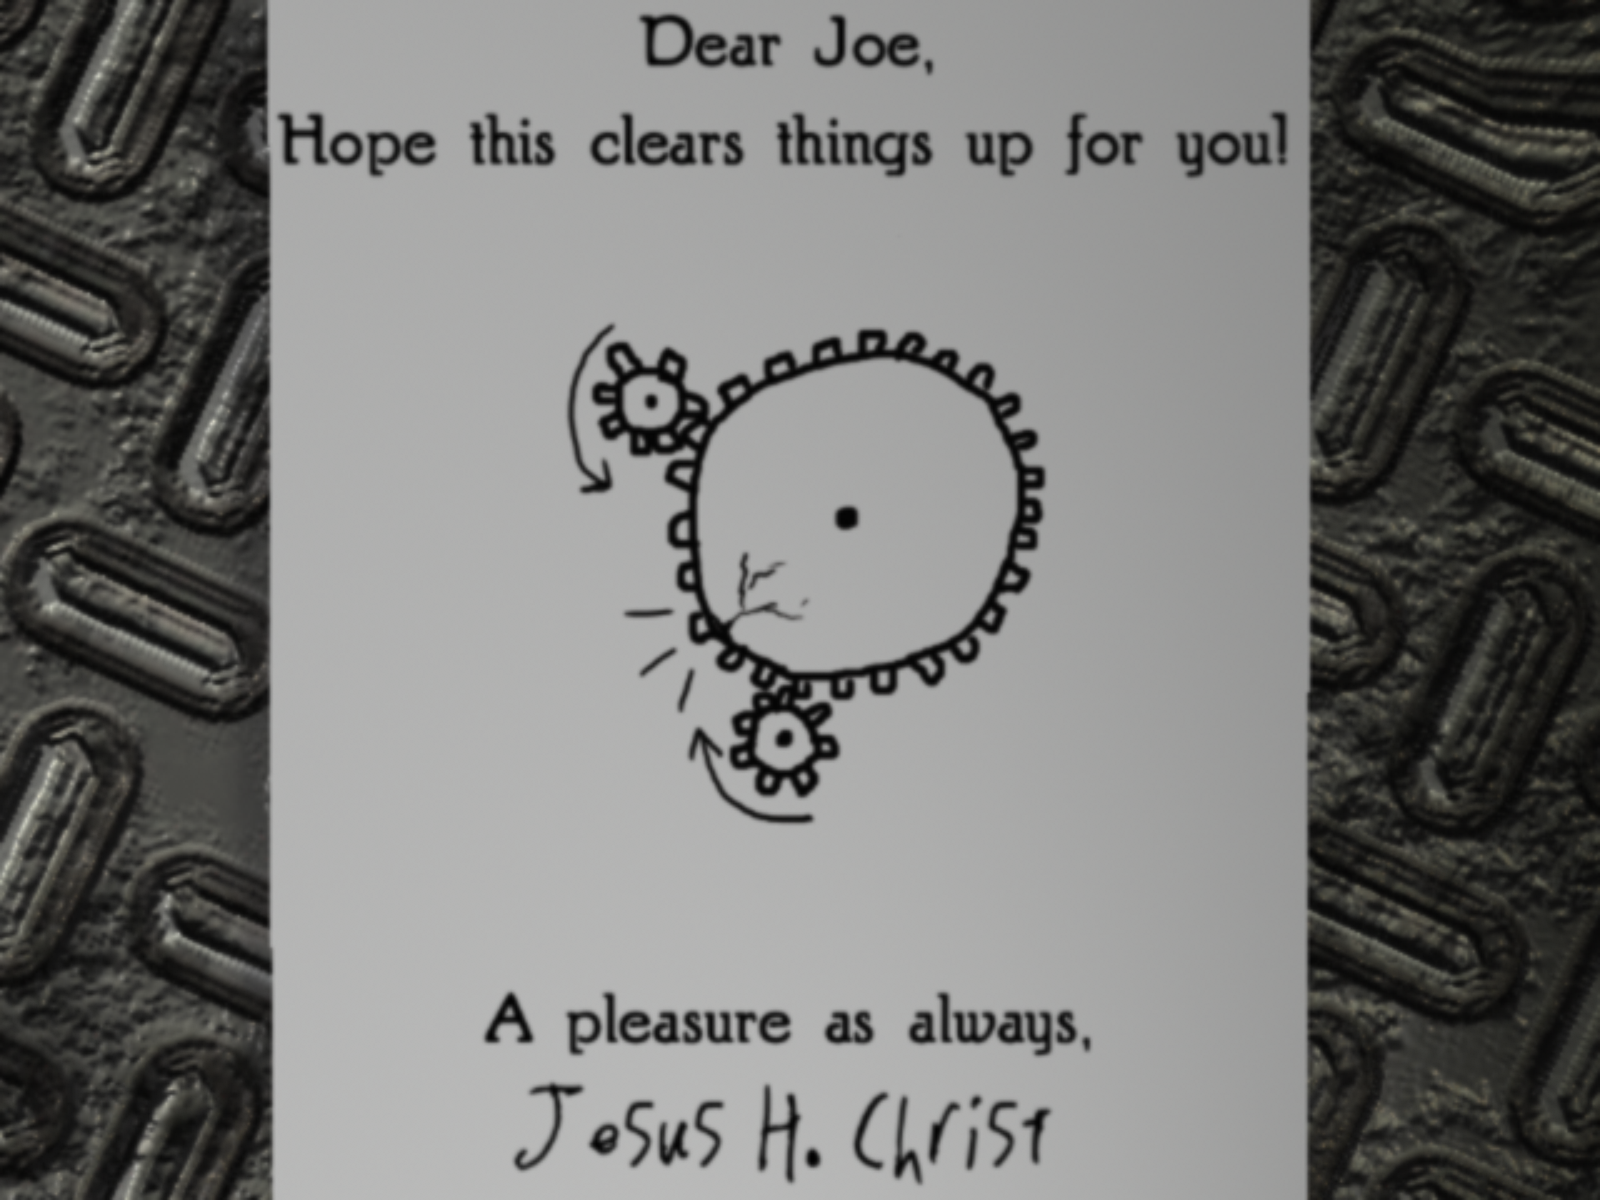 Dear Joe,
Hope this clears things up for you!
A pleasure as always,
Jesus H. Christ